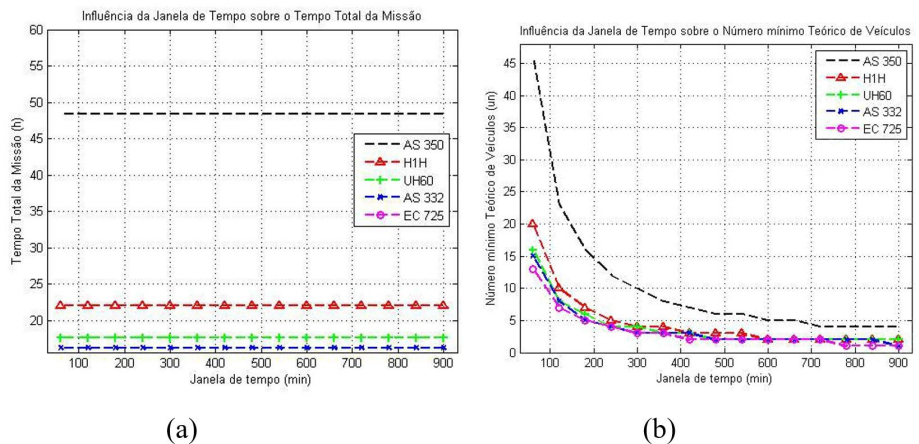 Influência da Janela de Tempo sobre o Tempo Total da Missão
60
55
50
45
40
35
30
25
20
Tempo Total da Missão (h)
AS 350
H1H
UH60
AS 332
EC 725
100 200 300 400 500 600 700 800 900
Janela de tempo (min)
(a)
Influência da Janela de Tempo sobre o Número mínimo Teórico de Veículos
45
40
35
30
25
20
15
10
5
0
Número mínimo Teórico de Veículos (un)
AS 350
H1H
UH60
AS 332
EC 725
100 200 300 400 500 600 700 800 900
Janela de tempo (min)
(b)